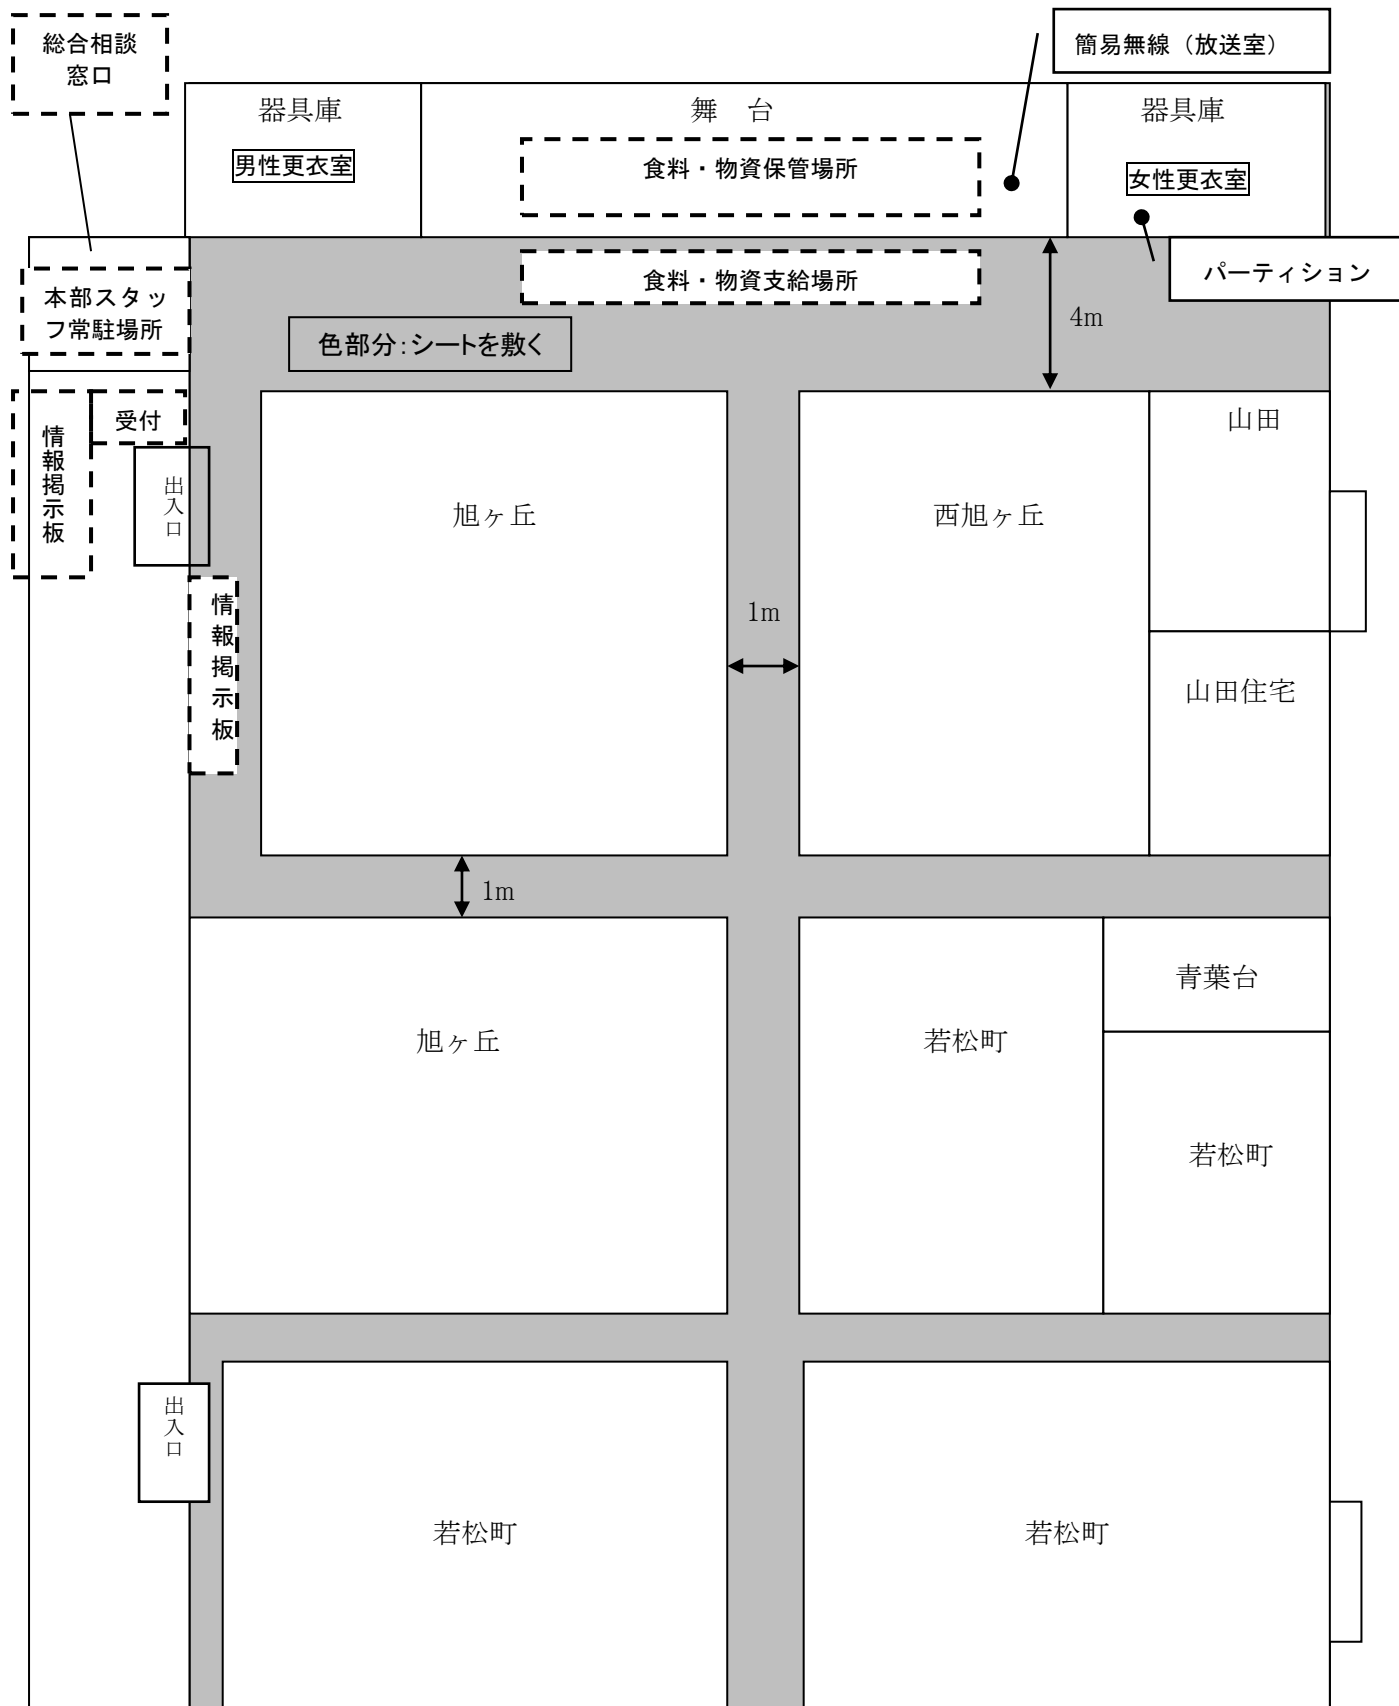 総合相談
窓口
簡易無線（放送室）
器具庫
舞　台
器具庫
男性更衣室
食料・物資保管場所
女性更衣室
本部スタッ
フ常駐場所
食料・物資支給場所
パーティション
4m
色部分：シートを敷く
情報掲示板
受付
出入口
旭ヶ丘
西旭ヶ丘
山田
情報掲示板
1m
山田住宅
1m
旭ヶ丘
若松町
青葉台
若松町
出入口
若松町
若松町